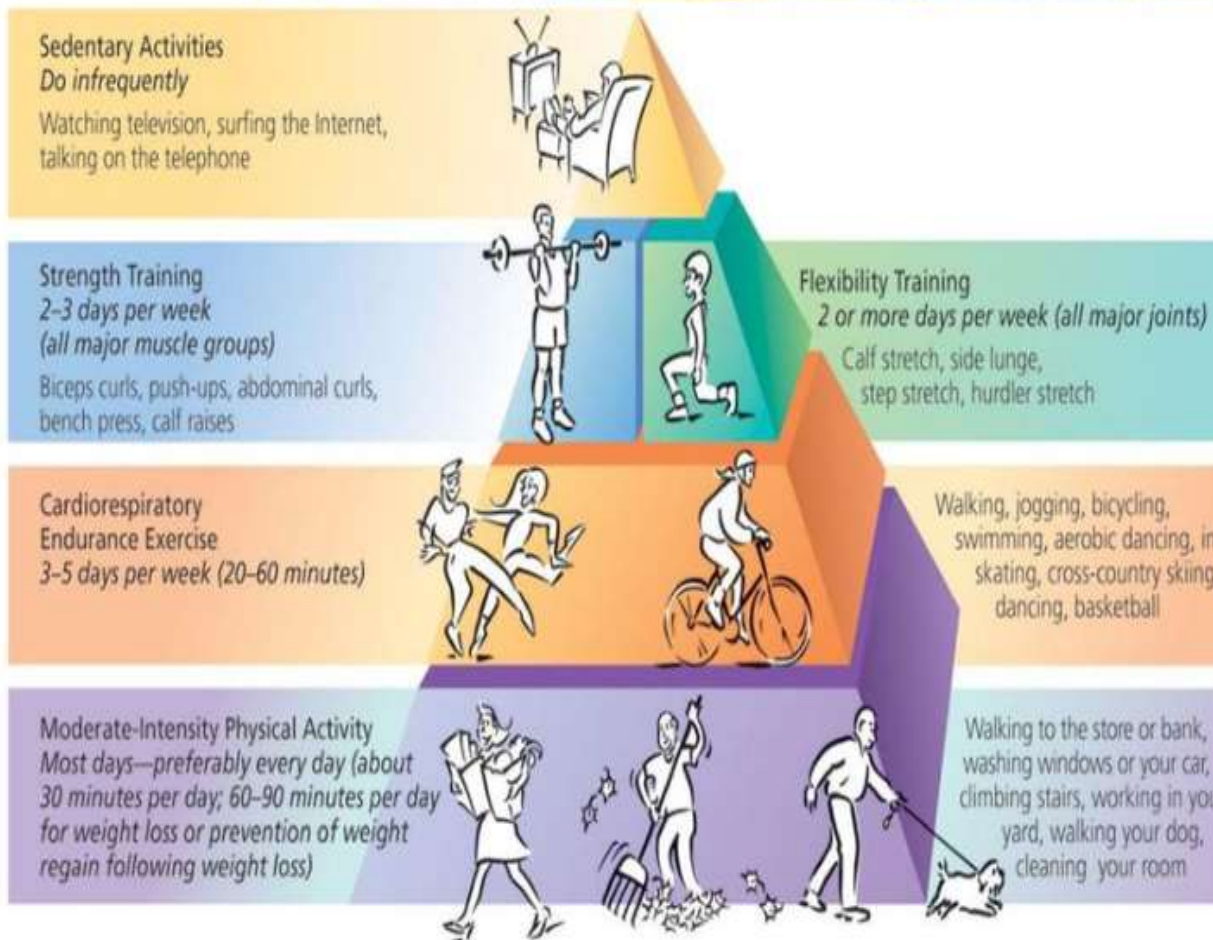 Sedentary Activities
Do infrequently
Watching television, surfing the Internet,
talking on the telephone
Strength Training
2–3 days per week
(all major muscle groups)
Biceps curls, push-ups, abdominal curls,
bench press, calf raises
Flexibility Training
2 or more days per week (all major joints)
Calf stretch, side lunge,
step stretch, hurdler stretch
Cardiorespiratory
Endurance Exercise
3–5 days per week (20–60 minutes)
Walking, jogging, bicycling,
swimming, aerobic dancing,
skating, cross-country skiing
dancing, basketball
Moderate-Intensity Physical Activity
Most days—preferably every day (about
30 minutes per day; 60–90 minutes per day
for weight loss or prevention of weight
regain following weight loss)
Walking to the store or bank,
washing windows or your car,
climbing stairs, working in
yard, walking your dog,
cleaning your room